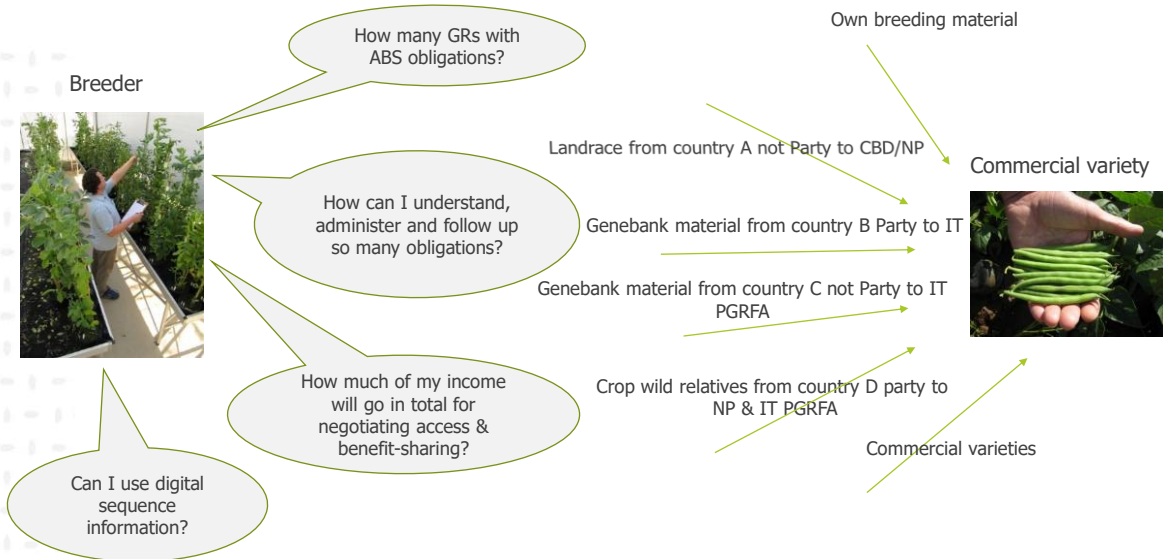 Breeder
How many GRs with
ABS obligations?
How can I understand,
administer and follow up
so many obligations?
How much of my income
will go in total for
negotiating access &
benefit-sharing?
Can I use digital
sequence
information?
Own breeding material
Landrace from country A not Party to CBD/NP
Genebank material from country B Party to IT
Genebank material from country C not Party to IT
PGRFA
Crop wild relatives from country D party to
NP & IT PGRFA
Commercial varieties
Commercial variety